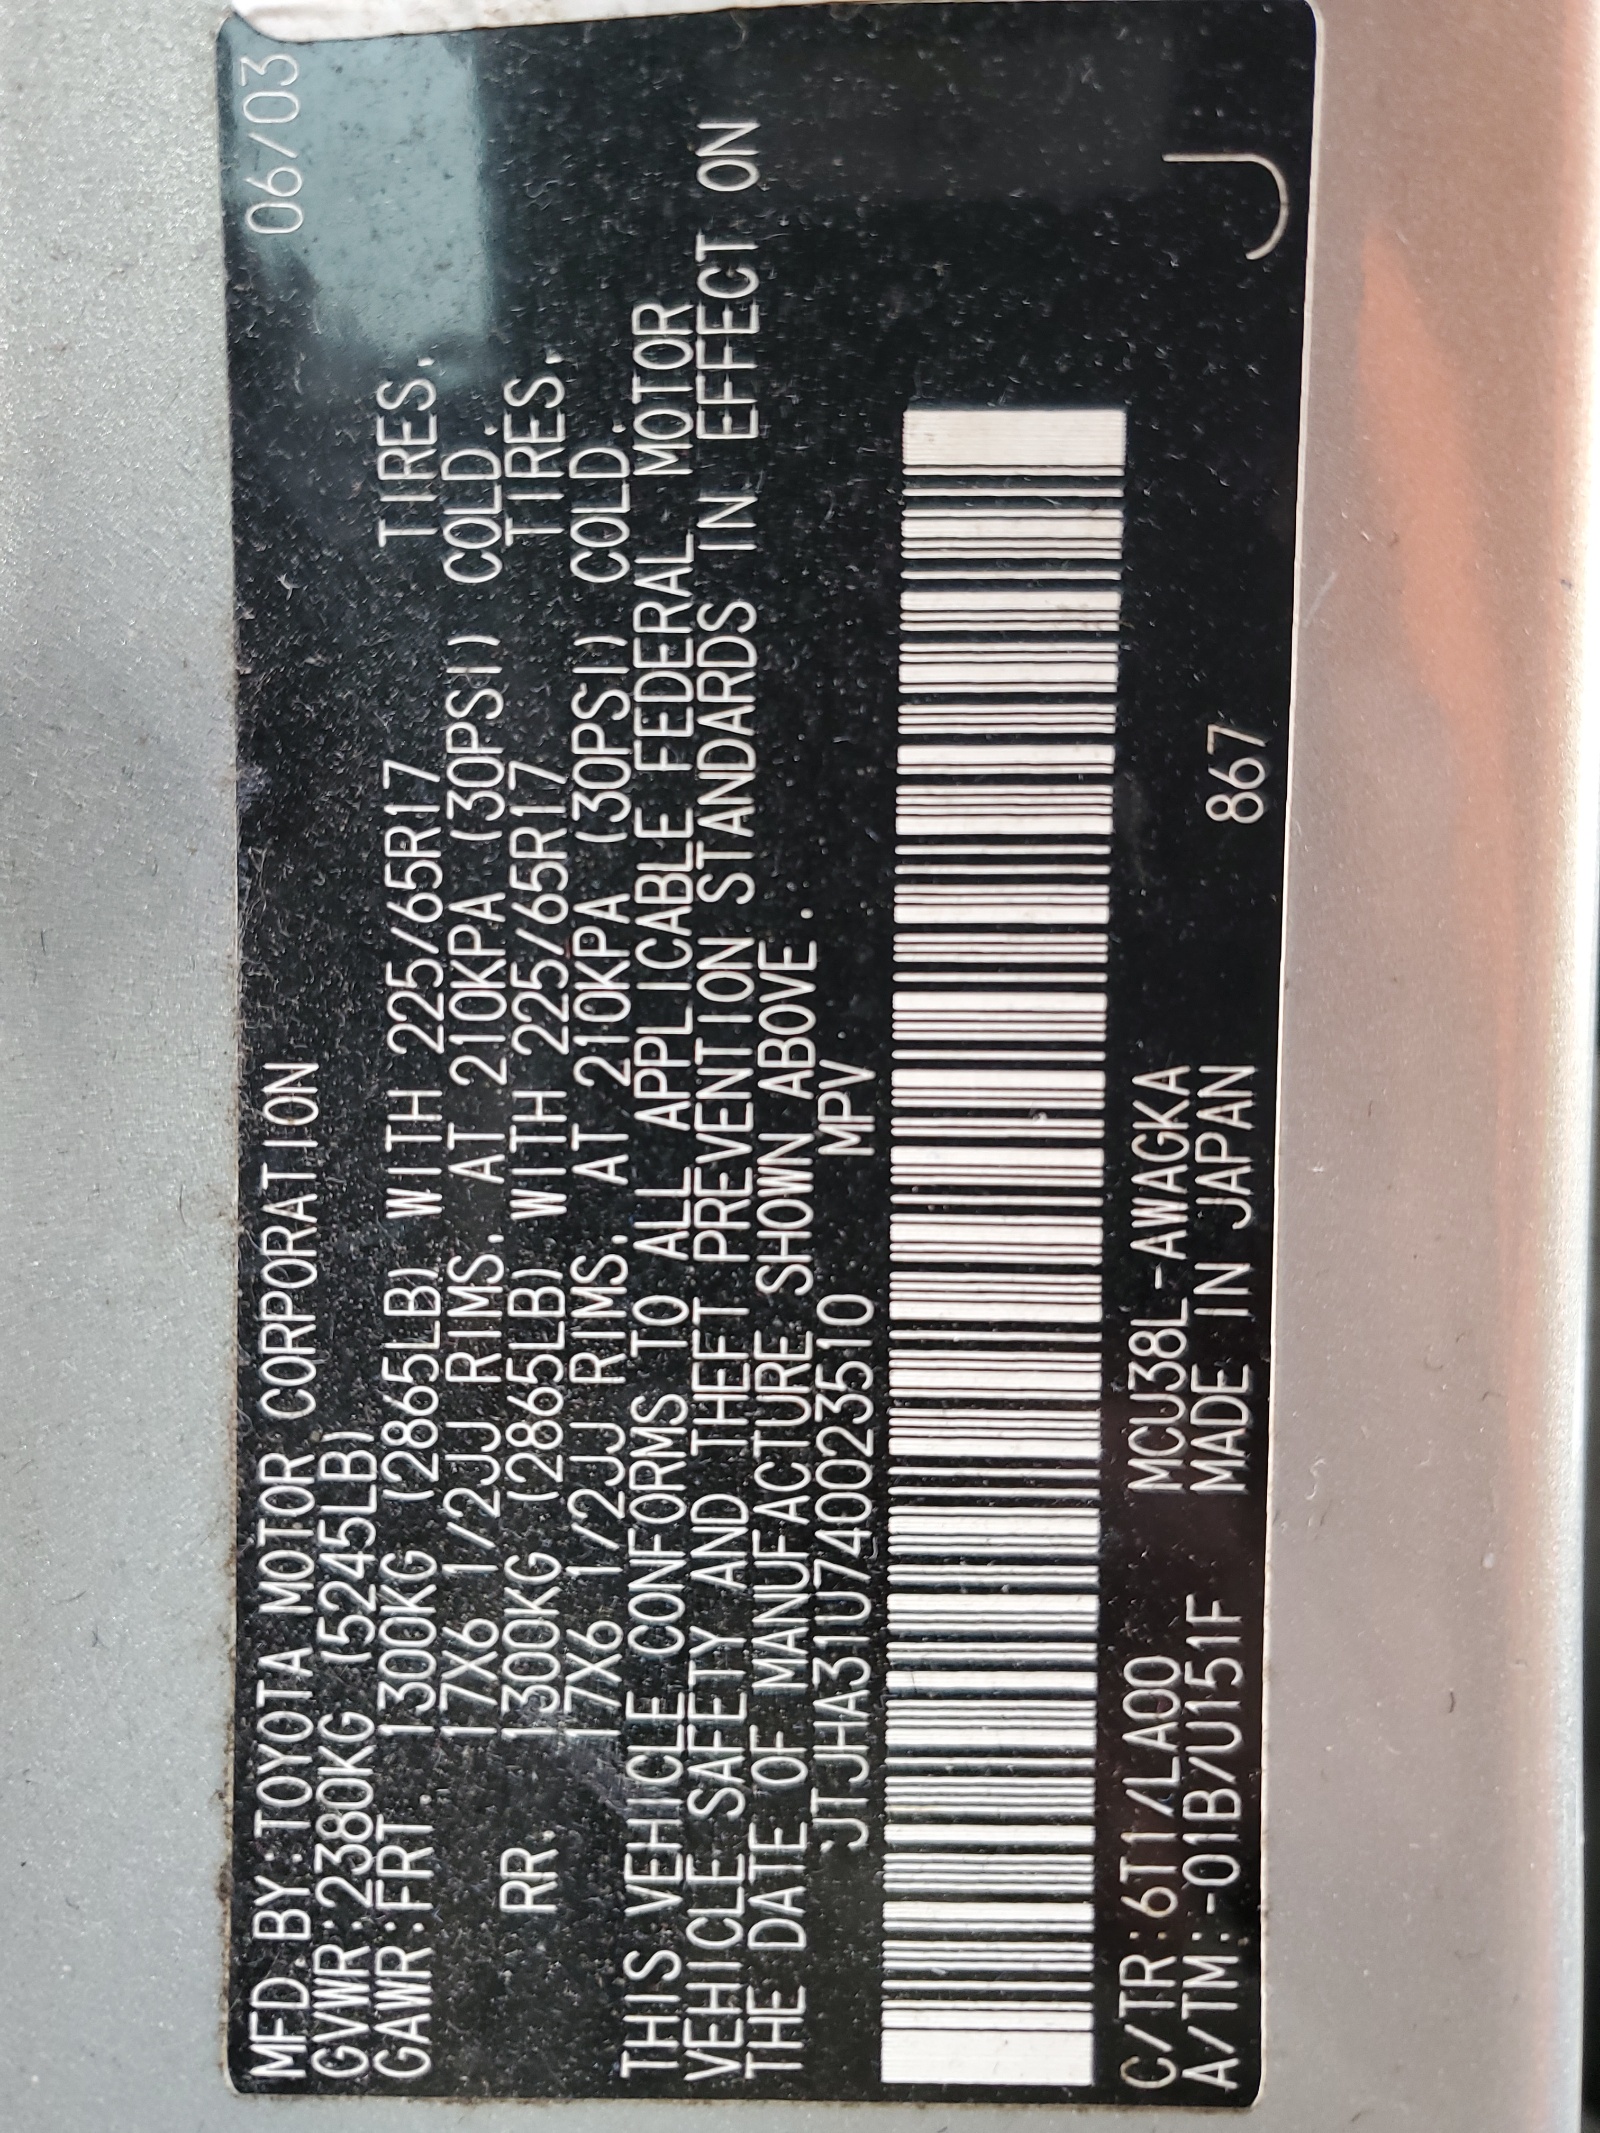 MFD.BY:TOYOTA MOTOR CORPORATION 06/03
GVWR:2380KG (5245LB)
GAWR:FRT. 1300KG (2865LB) WITH 225/65R17 TIRES.
17X6 1/2JJ RIMS. AT 210KPA (30PSI) COLD.
RR. 1300KG (2865LB) WITH 225/65R17 TIRES.
17X6 1/2JJ RIMS. AT 210KPA (30PSI) COLD.
THIS VEHICLE CONFORMS TO ALL APPLICABLE FEDERAL MOTOR
VEHICLE SAFETY AND THEFT PREVENTION STANDARDS IN EFFECT ON
THE DATE OF MANUFACTURE SHOWN ABOVE.
JTJHA31U740023510 MPV
C/TR:6T1/LA00 MCU38L-AWAGKA
A/TM:-01B/U151F MADE IN JAPAN 867 J